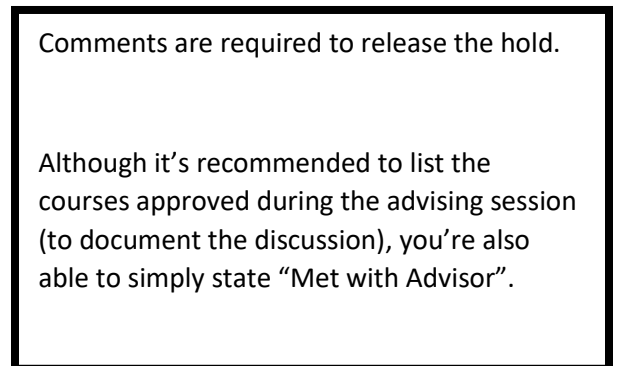 Comments are required to release the hold.
Although it’s recommended to list the
courses approved during the advising session
(to document the discussion), you’re also
able to simply state “Met with Advisor”.